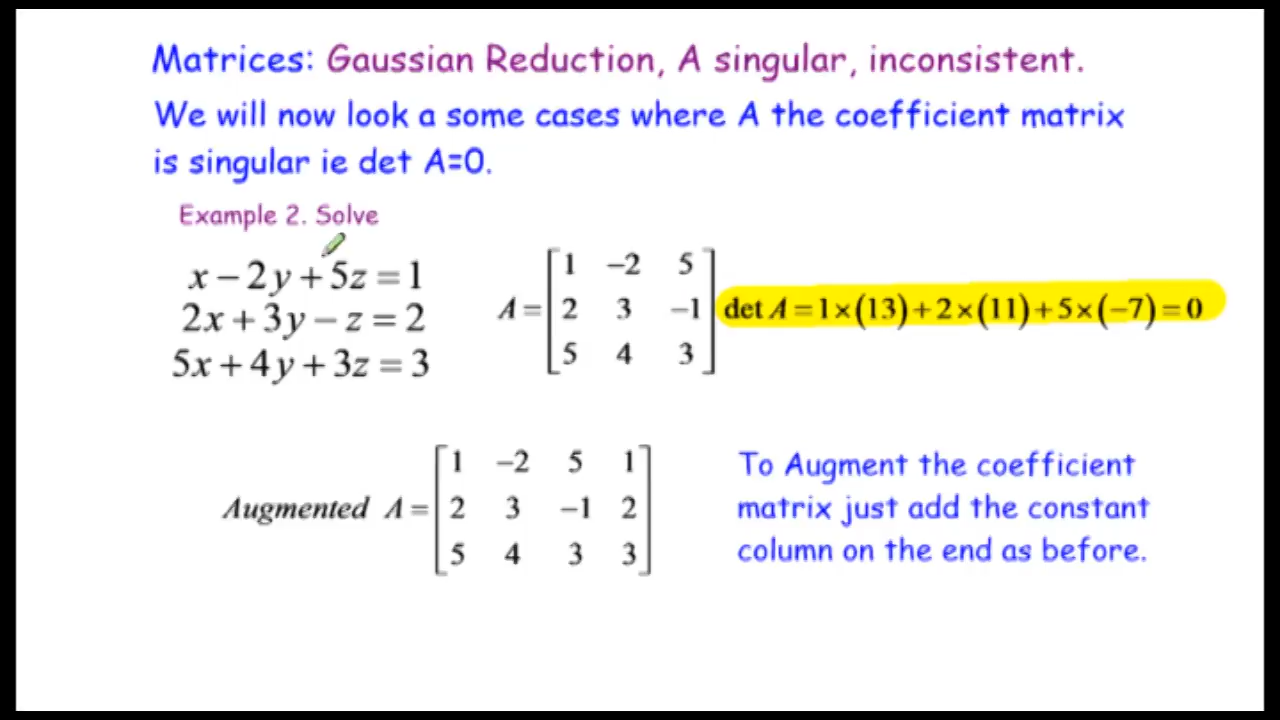 Matrices: Gaussian Reduction, A singular, inconsistent.
We will now look a some cases where A the coefficient matrix
is singular ie det A=0.
Example 2. Solve
x − 2y + 5z = 1
2x + 3y − z = 2
5x + 4y + 3z = 3
A = [1 −2 5
2 3 −1
5 4 3]
det A = 1×(13)+2×(11)+5×(−7)=0
Augmented A = [1 −2 5 1
2 3 −1 2
5 4 3 3]
To Augment the coefficient
matrix just add the constant
column on the end as before.